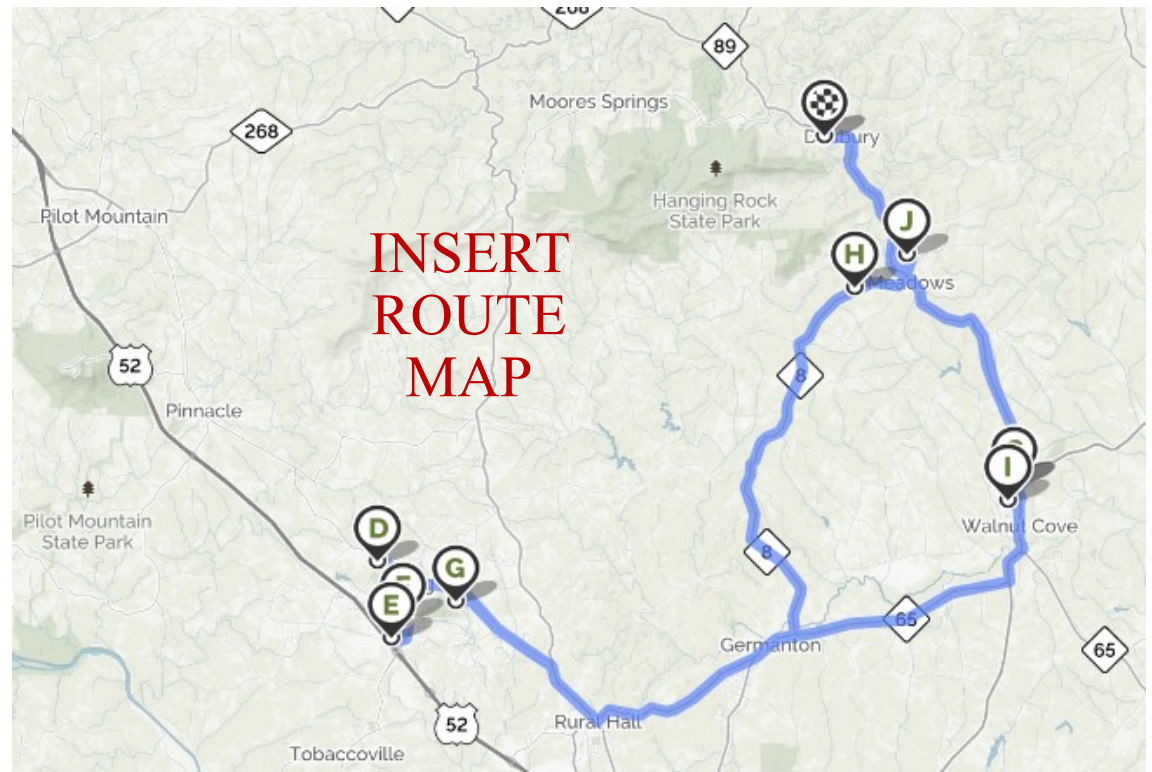 268
89
Moores Springs
268
Hanging Rock
State Park
Pilot Mountain
J
INSERT
ROUTE
MAP
H
Meadows
52
8
Pinnacle
I
Pilot Mountain
State Park
Walnut Cove
D
8
G
E
65
Germanton
65
Rural Hall
52
Tobaccoville